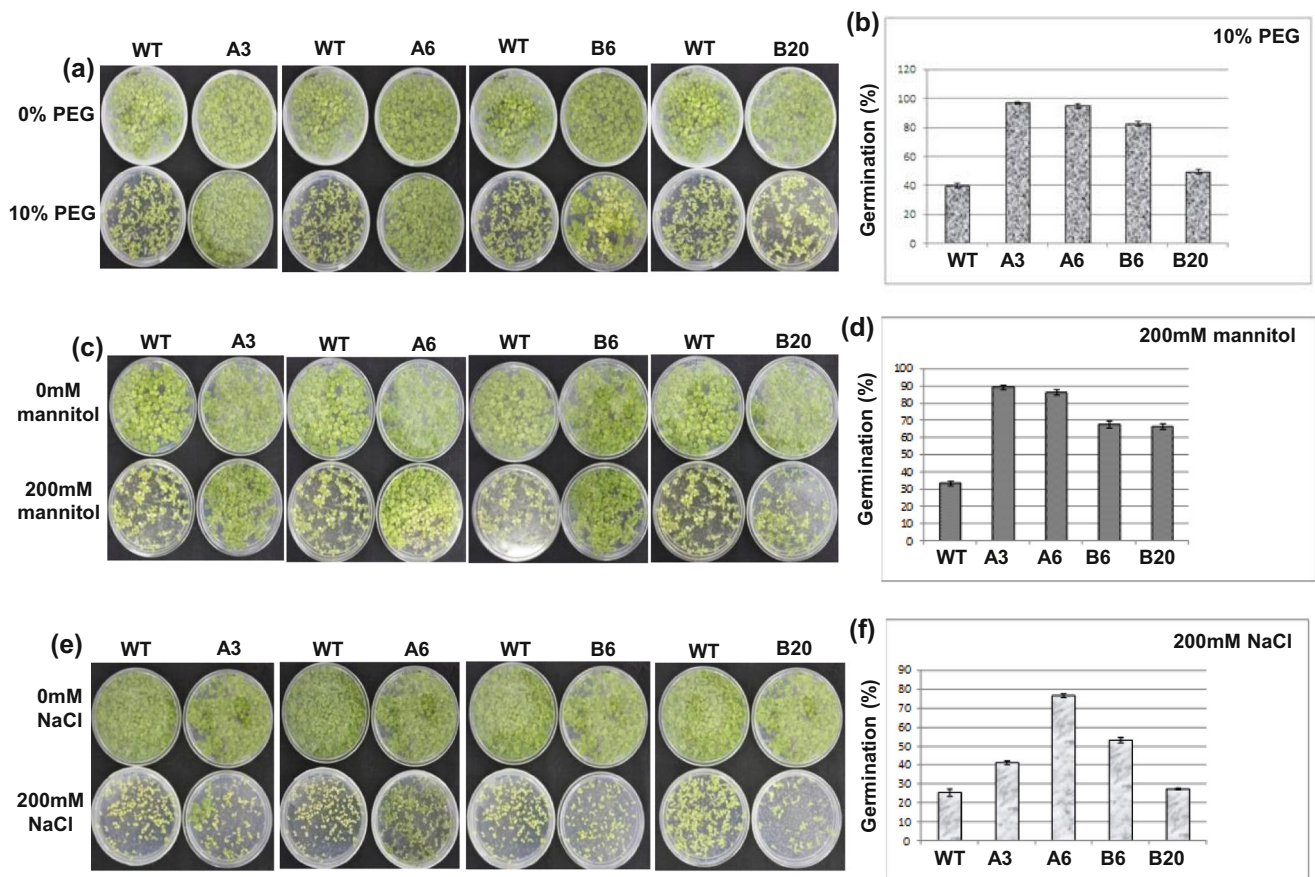 (a)
WT A3 WT A6 WT B6 WT B20
0% PEG
10% PEG
(b)
10% PEG
Germination (%)
120
100
80
60
40
20
0
WT A3 A6 B6 B20
(c)
WT A3 WT A6 WT B6 WT B20
0mM
mannitol
200mM
mannitol
(d)
200mM mannitol
Germination (%)
100
90
80
70
60
50
40
30
20
10
0
WT A3 A6 B6 B20
(e)
WT A3 WT A6 WT B6 WT B20
0mM
NaCl
200mM
NaCl
(f)
200mM NaCl
Germination (%)
90
80
70
60
50
40
30
20
10
0
WT A3 A6 B6 B20